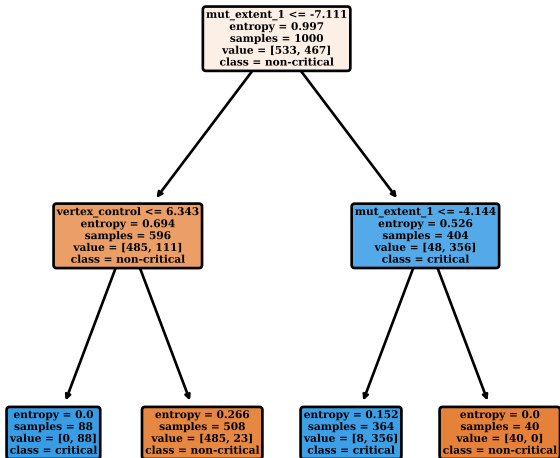 mut_extent_1 <= -7.111
entropy = 0.997
samples = 1000
value = [533, 467]
class = non-critical
vertex_control <= 6.343
entropy = 0.694
samples = 596
value = [485, 111]
class = non-critical
mut_extent_1 <= -4.144
entropy = 0.526
samples = 404
value = [48, 356]
class = critical
entropy = 0.0
samples = 88
value = [0, 88]
class = critical
entropy = 0.266
samples = 508
value = [485, 23]
class = non-critical
entropy = 0.152
samples = 364
value = [8, 356]
class = critical
entropy = 0.0
samples = 40
value = [40, 0]
class = non-critical